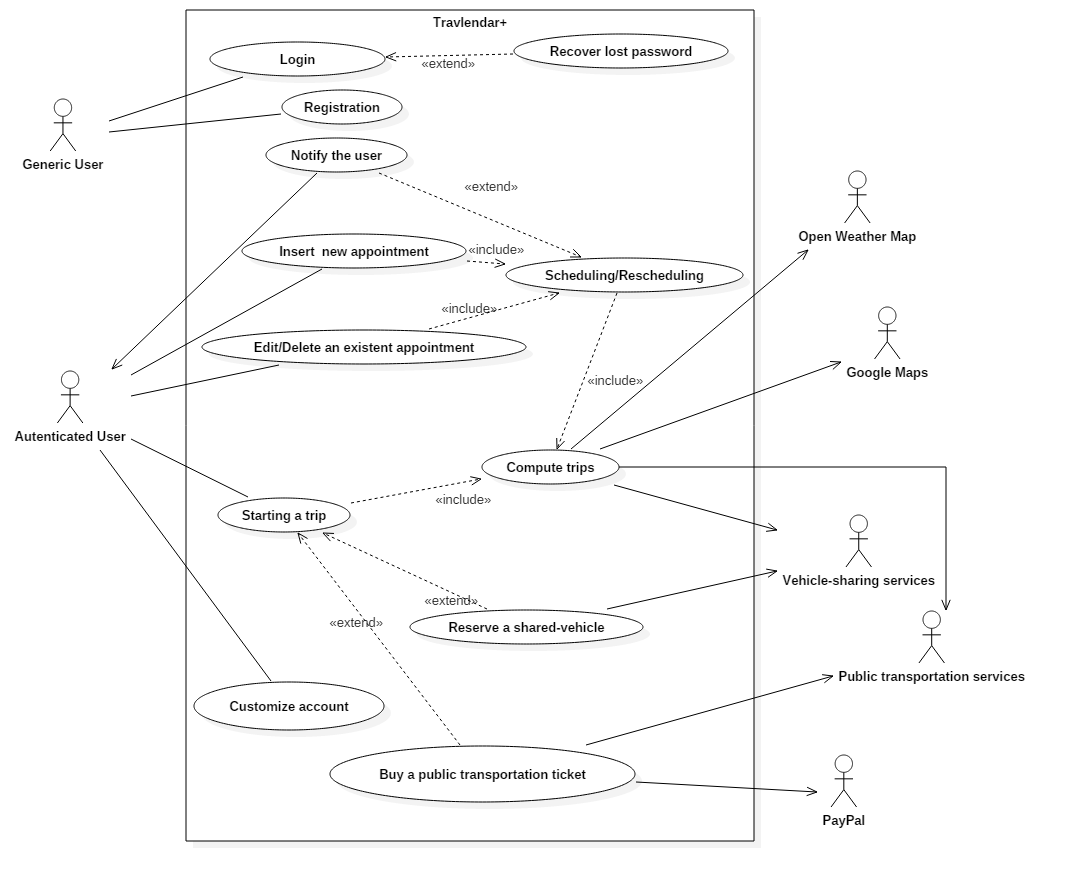 Travlendar+
Login
«extend»
Recover lost password
Registration
Generic User
Notify the user
«extend»
Open Weather Map
Insert  new appointment
«include»
Scheduling/Rescheduling
«include»
Edit/Delete an existent appointment
Google Maps
«include»
Autenticated User
Compute trips
«include»
Starting a trip
Vehicle-sharing services
«extend»
«extend»
Reserve a shared-vehicle
Public transportation services
Customize account
Buy a public transportation ticket
PayPal